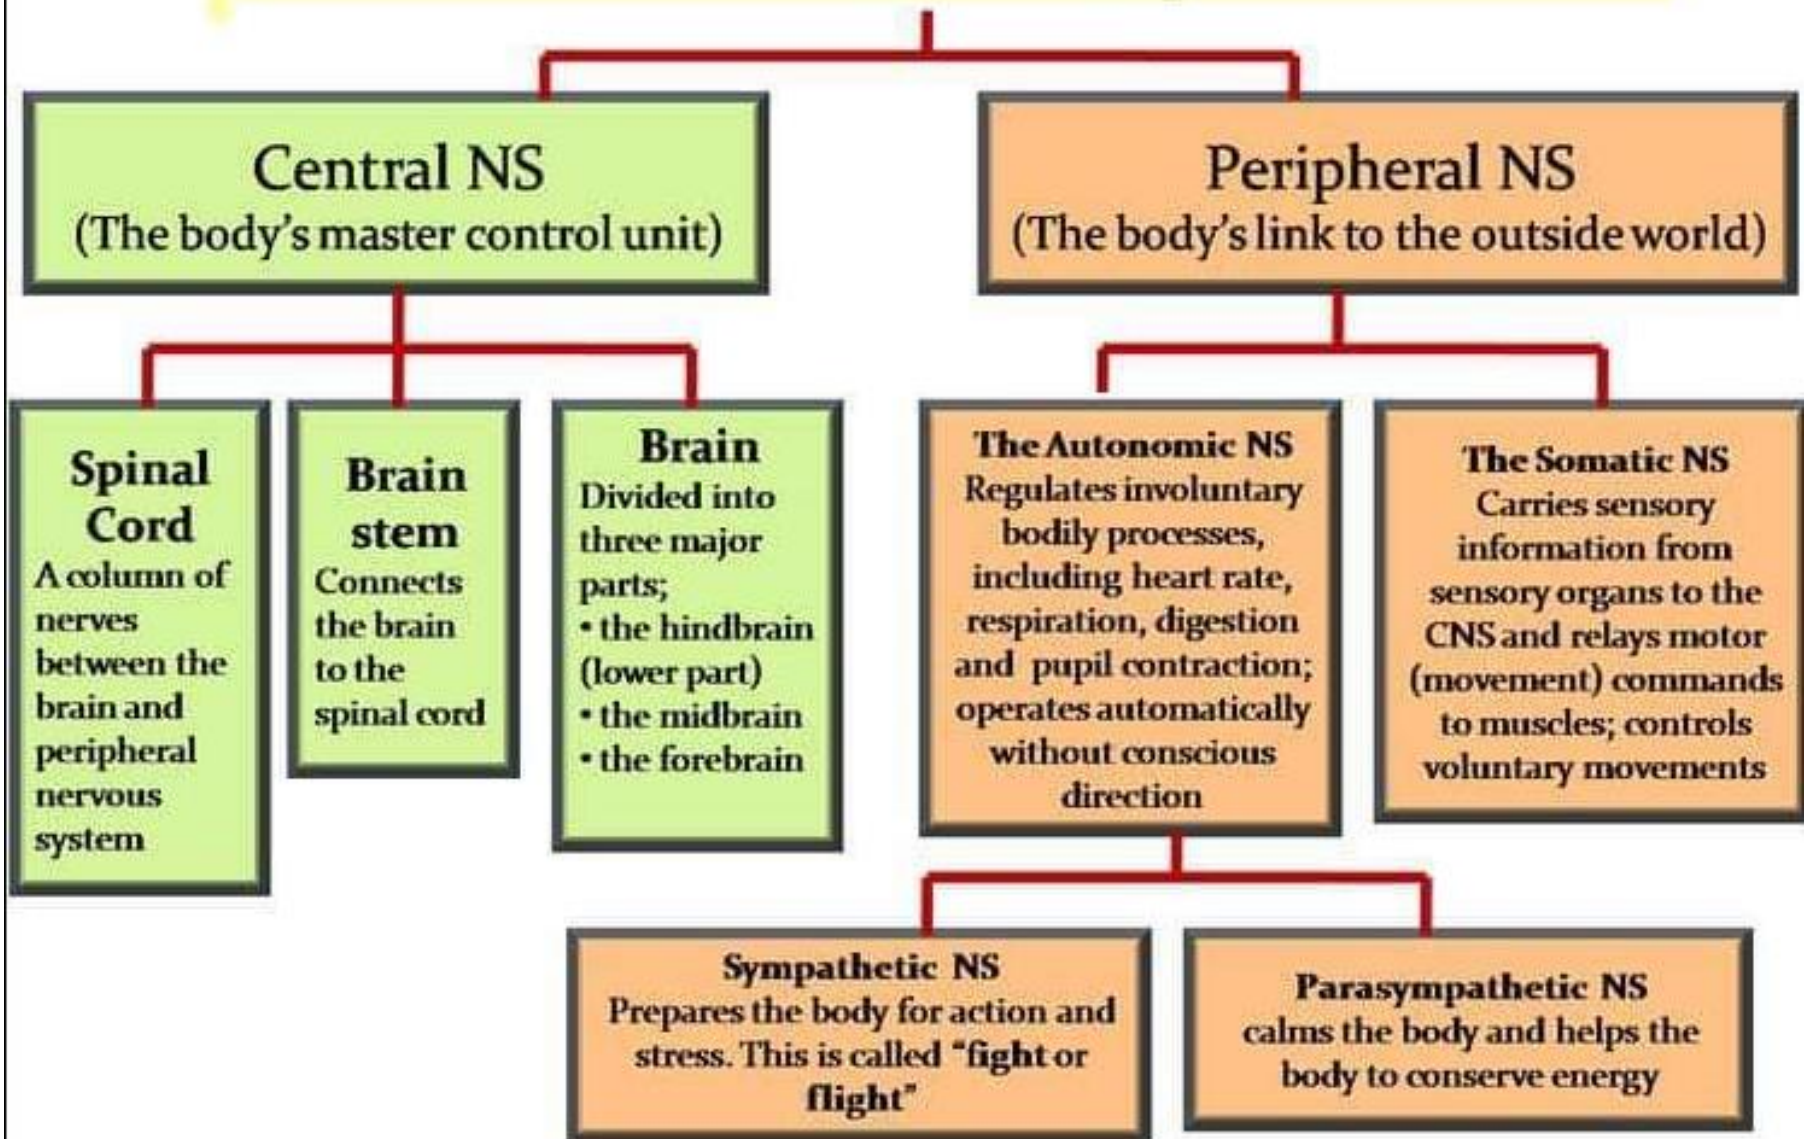 Central NS
(The body's master control unit)
Peripheral NS
(The body's link to the outside world)
Spinal
Cord
A column of
nerves
between the
brain and
peripheral
nervous
system
Brain
stem
Connects
the brain
to the
spinal cord
Brain
Divided into
three major
parts;
• the hindbrain
(lower part)
• the midbrain
• the forebrain
The Autonomic NS
Regulates involuntary
bodily processes,
including heart rate,
respiration, digestion
and pupil contraction;
operates automatically
without conscious
direction
The Somatic NS
Carries sensory
information from
sensory organs to the
CNS and relays motor
(movement) commands
to muscles; controls
voluntary movements
Sympathetic NS
Prepares the body for action and
stress. This is called "fight or
flight"
Parasympathetic NS
calms the body and helps the
body to conserve energy